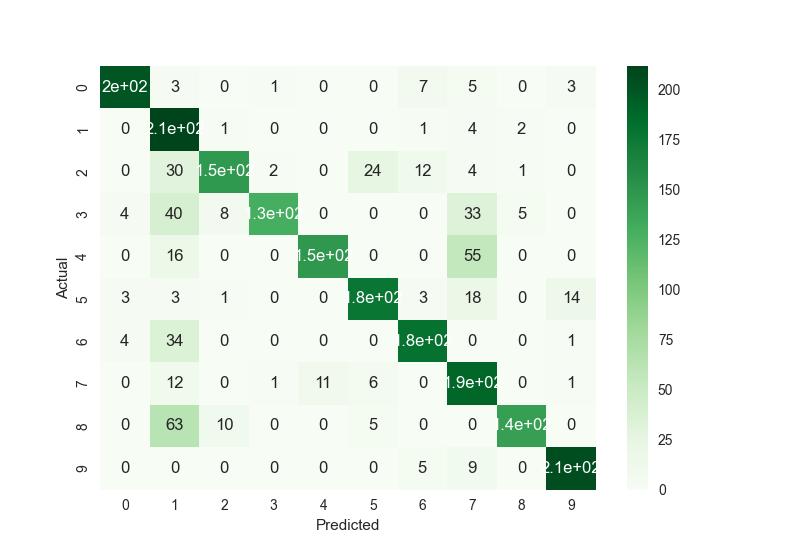 0 2e+02 3 0 1 0 0 7 5 0 3
1 0 2.1e+02 1 0 0 0 1 4 2 0
2 0 30 1.5e+02 2 0 24 12 4 1 0
3 4 40 8 1.3e+02 0 0 0 33 5 0
4 0 16 0 0 1.5e+02 0 0 55 0 0
5 3 3 1 0 0 1.8e+02 3 18 0 14
6 4 34 0 0 0 0 1.8e+02 0 0 1
7 0 12 0 1 11 6 0 1.9e+02 0 1
8 0 63 10 0 0 5 0 0 1.4e+02 0
9 0 0 0 0 0 0 5 9 0 2.1e+02
0 1 2 3 4 5 6 7 8 9
Predicted
Actual
200
175
150
125
100
75
50
25
0